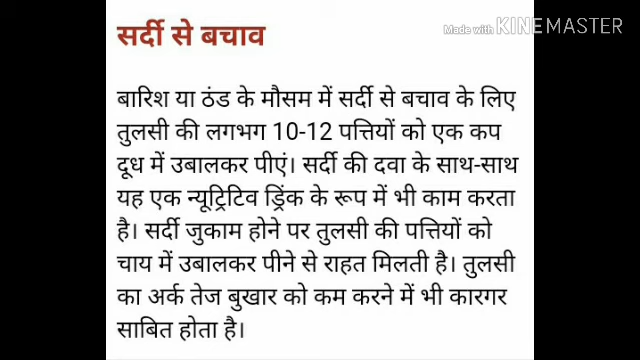 सर्दी से बचाव
Made with KINEMASTER
बारिश या ठंड के मौसम में सर्दी से बचाव के लिए
तुलसी की लगभग 10-12 पत्तियों को एक कप
दूध में उबालकर पीएं। सर्दी की दवा के साथ-साथ
यह एक न्यूट्रिटिव ड्रिंक के रूप में भी काम करता
है। सर्दी जुकाम होने पर तुलसी की पत्तियों को
चाय में उबालकर पीने से राहत मिलती है। तुलसी
का अर्क तेज बुखार को कम करने में भी कारगर
साबित होता है।